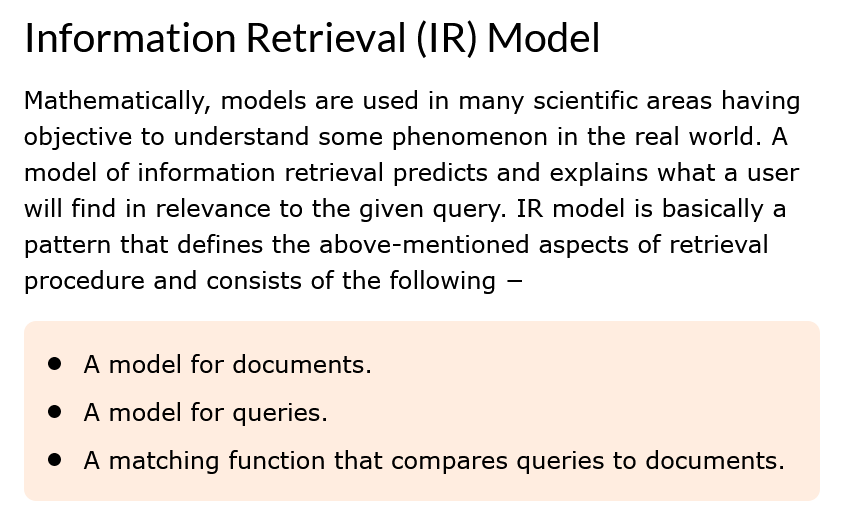 Information Retrieval (IR) Model
Mathematically, models are used in many scientific areas having
objective to understand some phenomenon in the real world. A
model of information retrieval predicts and explains what a user
will find in relevance to the given query. IR model is basically a
pattern that defines the above-mentioned aspects of retrieval
procedure and consists of the following −
● A model for documents.
● A model for queries.
● A matching function that compares queries to documents.